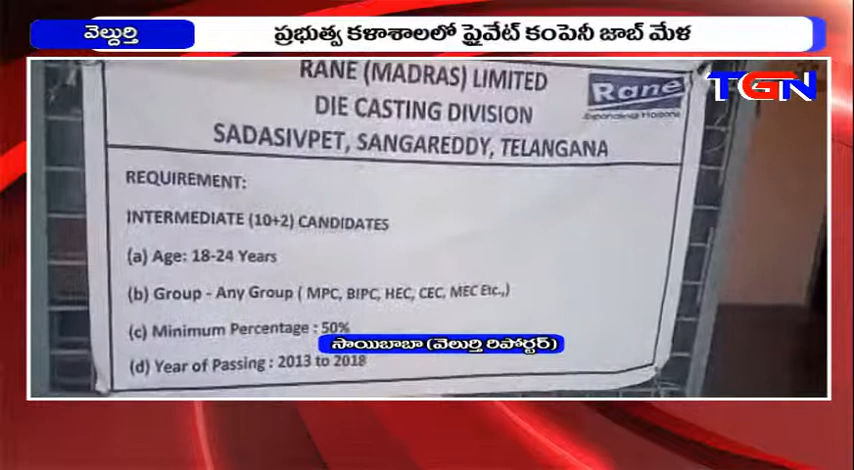 వెల్దుర్తి
ప్రభుత్వ కళాశాలలో ప్రైవేట్ కంపెనీ జాబ్ మేళ
TGN
RANE (MADRAS) LIMITED
DIE CASTING DIVISION
SADASIVPET, SANGAREDDY, TELANGANA
Rane
Expanding Horizons
REQUIREMENT:
INTERMEDIATE (10+2) CANDIDATES
(a) Age: 18-24 Years
(b) Group - Any Group ( MPC, BIPC, HEC, CEC, MEC Etc.,)
(c) Minimum Percentage : 50%
సాయిబాబా (వెలుర్తి రిపోర్టర్)
(d) Year of Passing : 2013 to 2018